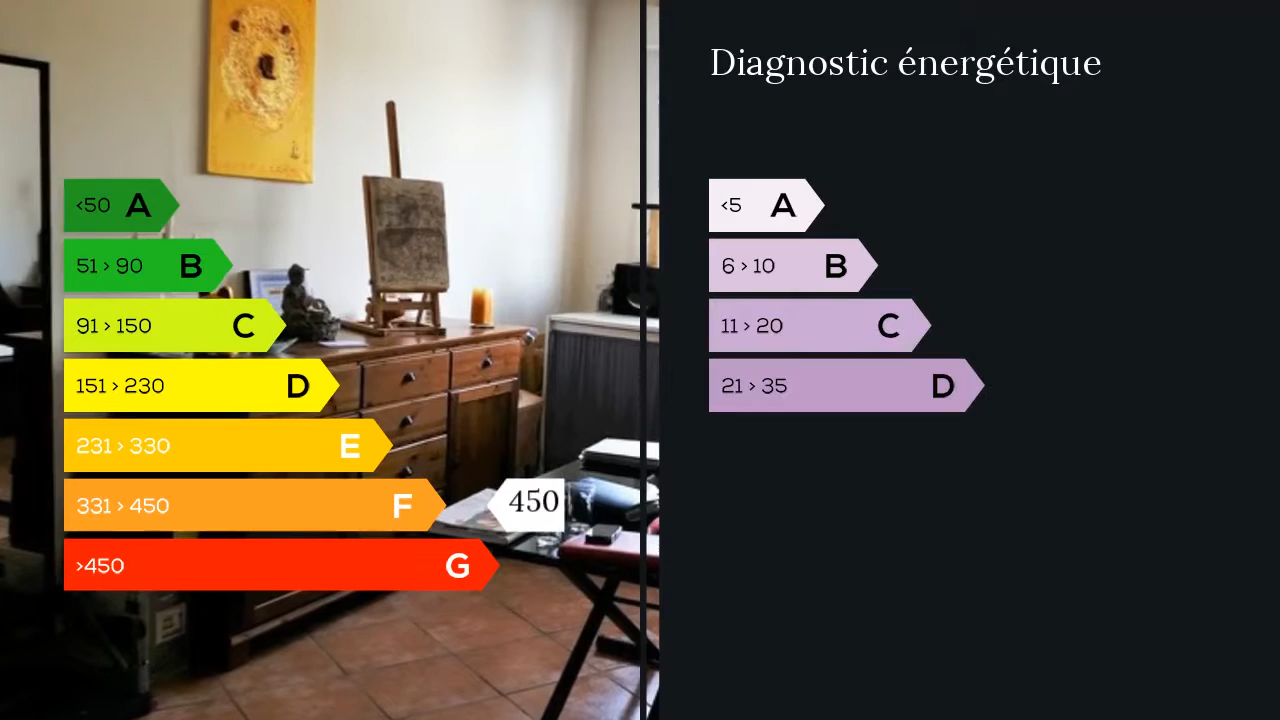 Diagnostic énergétique
<50 A
51 > 90 B
91 > 150 C
151 > 230 D
231 > 330 E
331 > 450 F
450
>450 G
<5 A
6 > 10 B
11 > 20 C
21 > 35 D